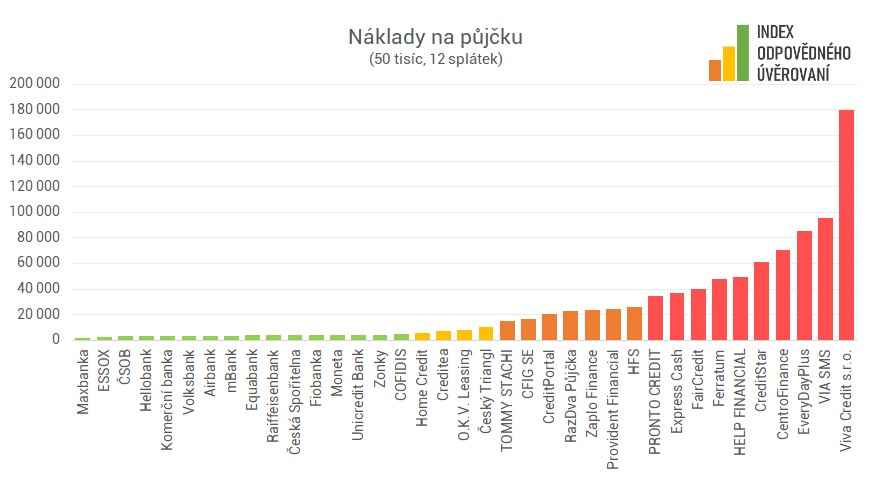 Náklady na půjčku
(50 tisíc, 12 splátek)
INDEX
ODPOVĚDNÉHO
ÚVĚROVANÍ
200 000
180 000
160 000
140 000
120 000
100 000
80 000
60 000
40 000
20 000
0
Maxbanka
ESSOX
ČSOB
Hellobank
Komerční banka
Volksbank
Airbank
mBank
Equabank
Raiffeisenbank
Česká Spořitelna
Fiobanka
Moneta
Unicredit Bank
Zonky
COFIDIS
Home Credit
Creditea
O.K.V. Leasing
Český Triangl
TOMMY STACHI
CFIG SE
CreditPortal
RazDva Půjčka
Zaplo Finance
Provident Financial
HFS
PRONTO CREDIT
Express Cash
FairCredit
Ferratum
HELP FINANCIAL
CreditStar
CentroFinance
EveryDayPlus
VIA SMS
Viva Credit s.r.o.